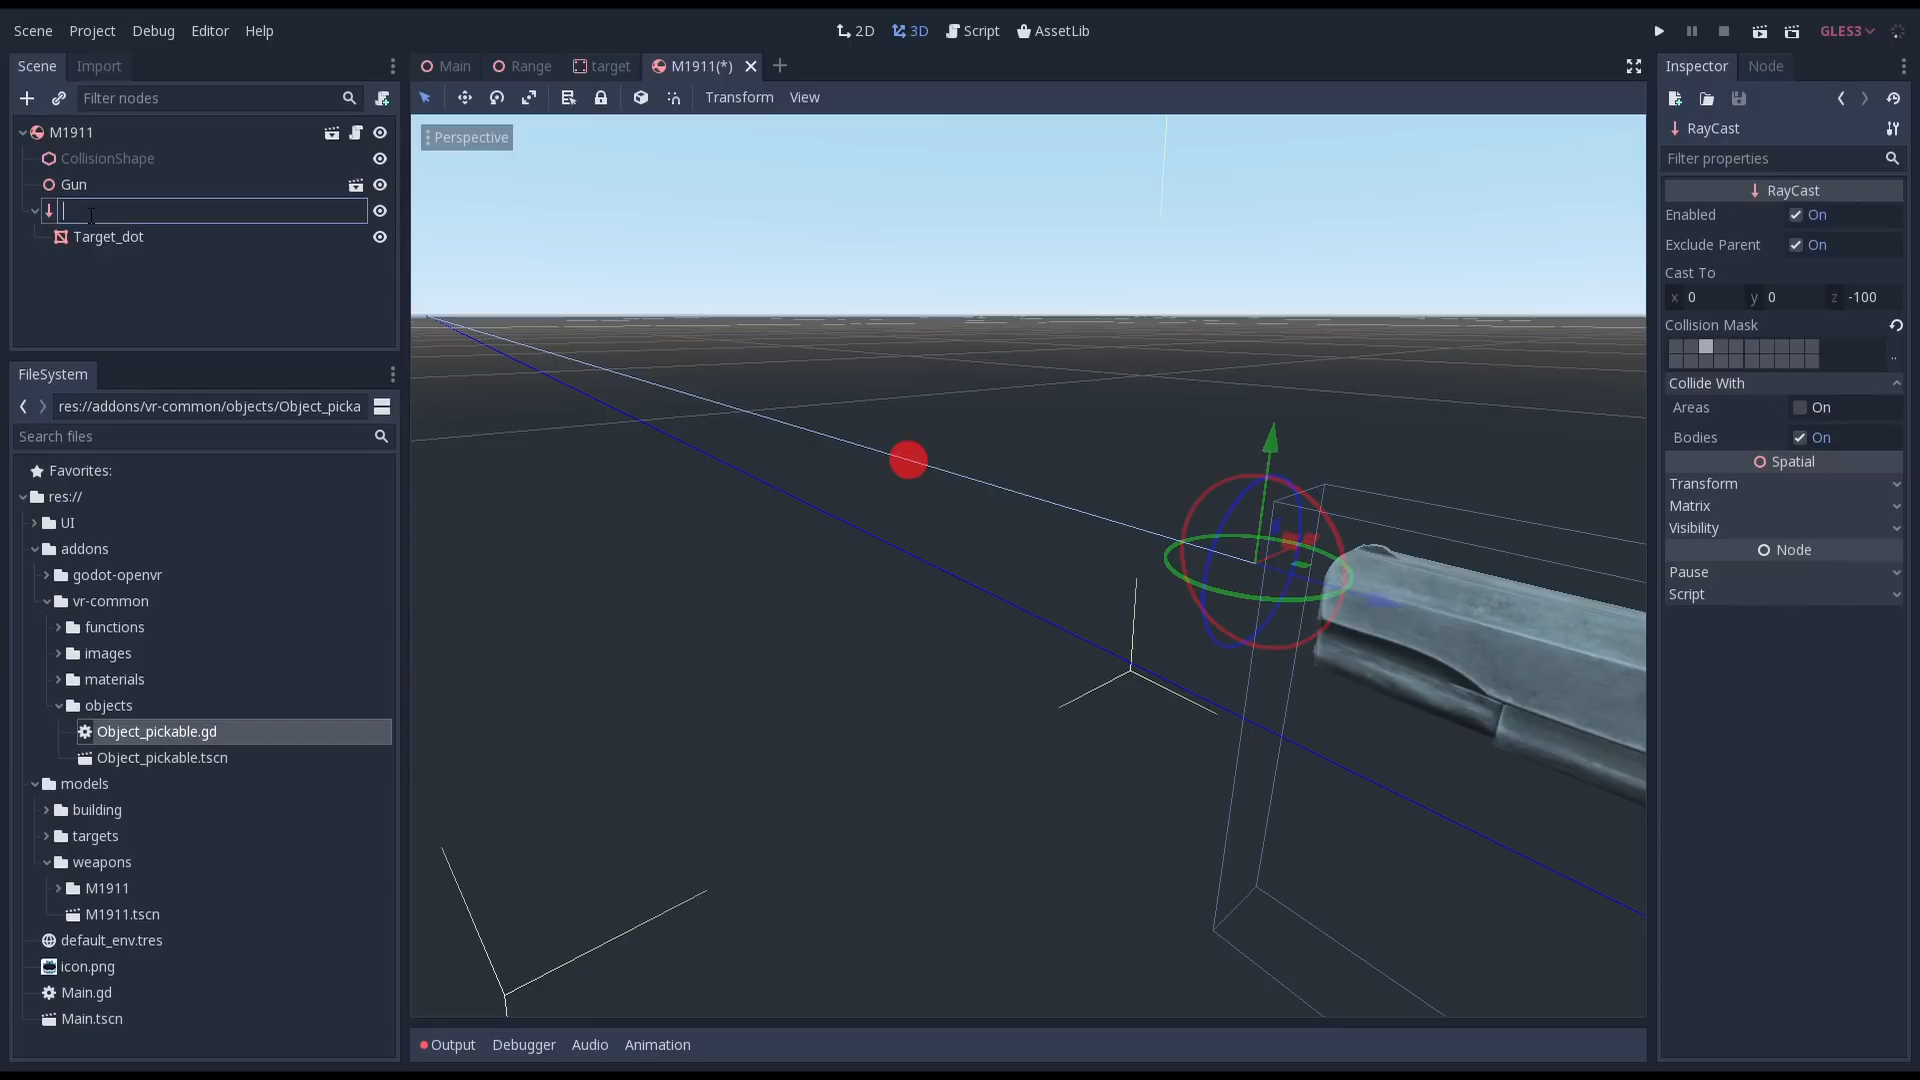 Scene Project Debug Editor Help
2D 3D Script AssetLib
GLES3
Scene Import
Main Range target M1911(*)
Inspector Node
Filter nodes
Transform View
M1911
CollisionShape
Gun
Target_dot
Perspective
RayCast
Filter properties
RayCast
Enabled On
Exclude Parent On
Cast To
x 0 y 0 z -100
Collision Mask
..
Collide With
Areas On
Bodies On
Spatial
Transform
Matrix
Visibility
Node
Pause
Script
FileSystem
res://addons/vr-common/objects/Object_picka
Search files
Favorites:
res://
UI
addons
godot-openvr
vr-common
functions
images
materials
objects
Object_pickable.gd
Object_pickable.tscn
models
building
targets
weapons
M1911
M1911.tscn
default_env.tres
icon.png
Main.gd
Main.tscn
Output Debugger Audio Animation